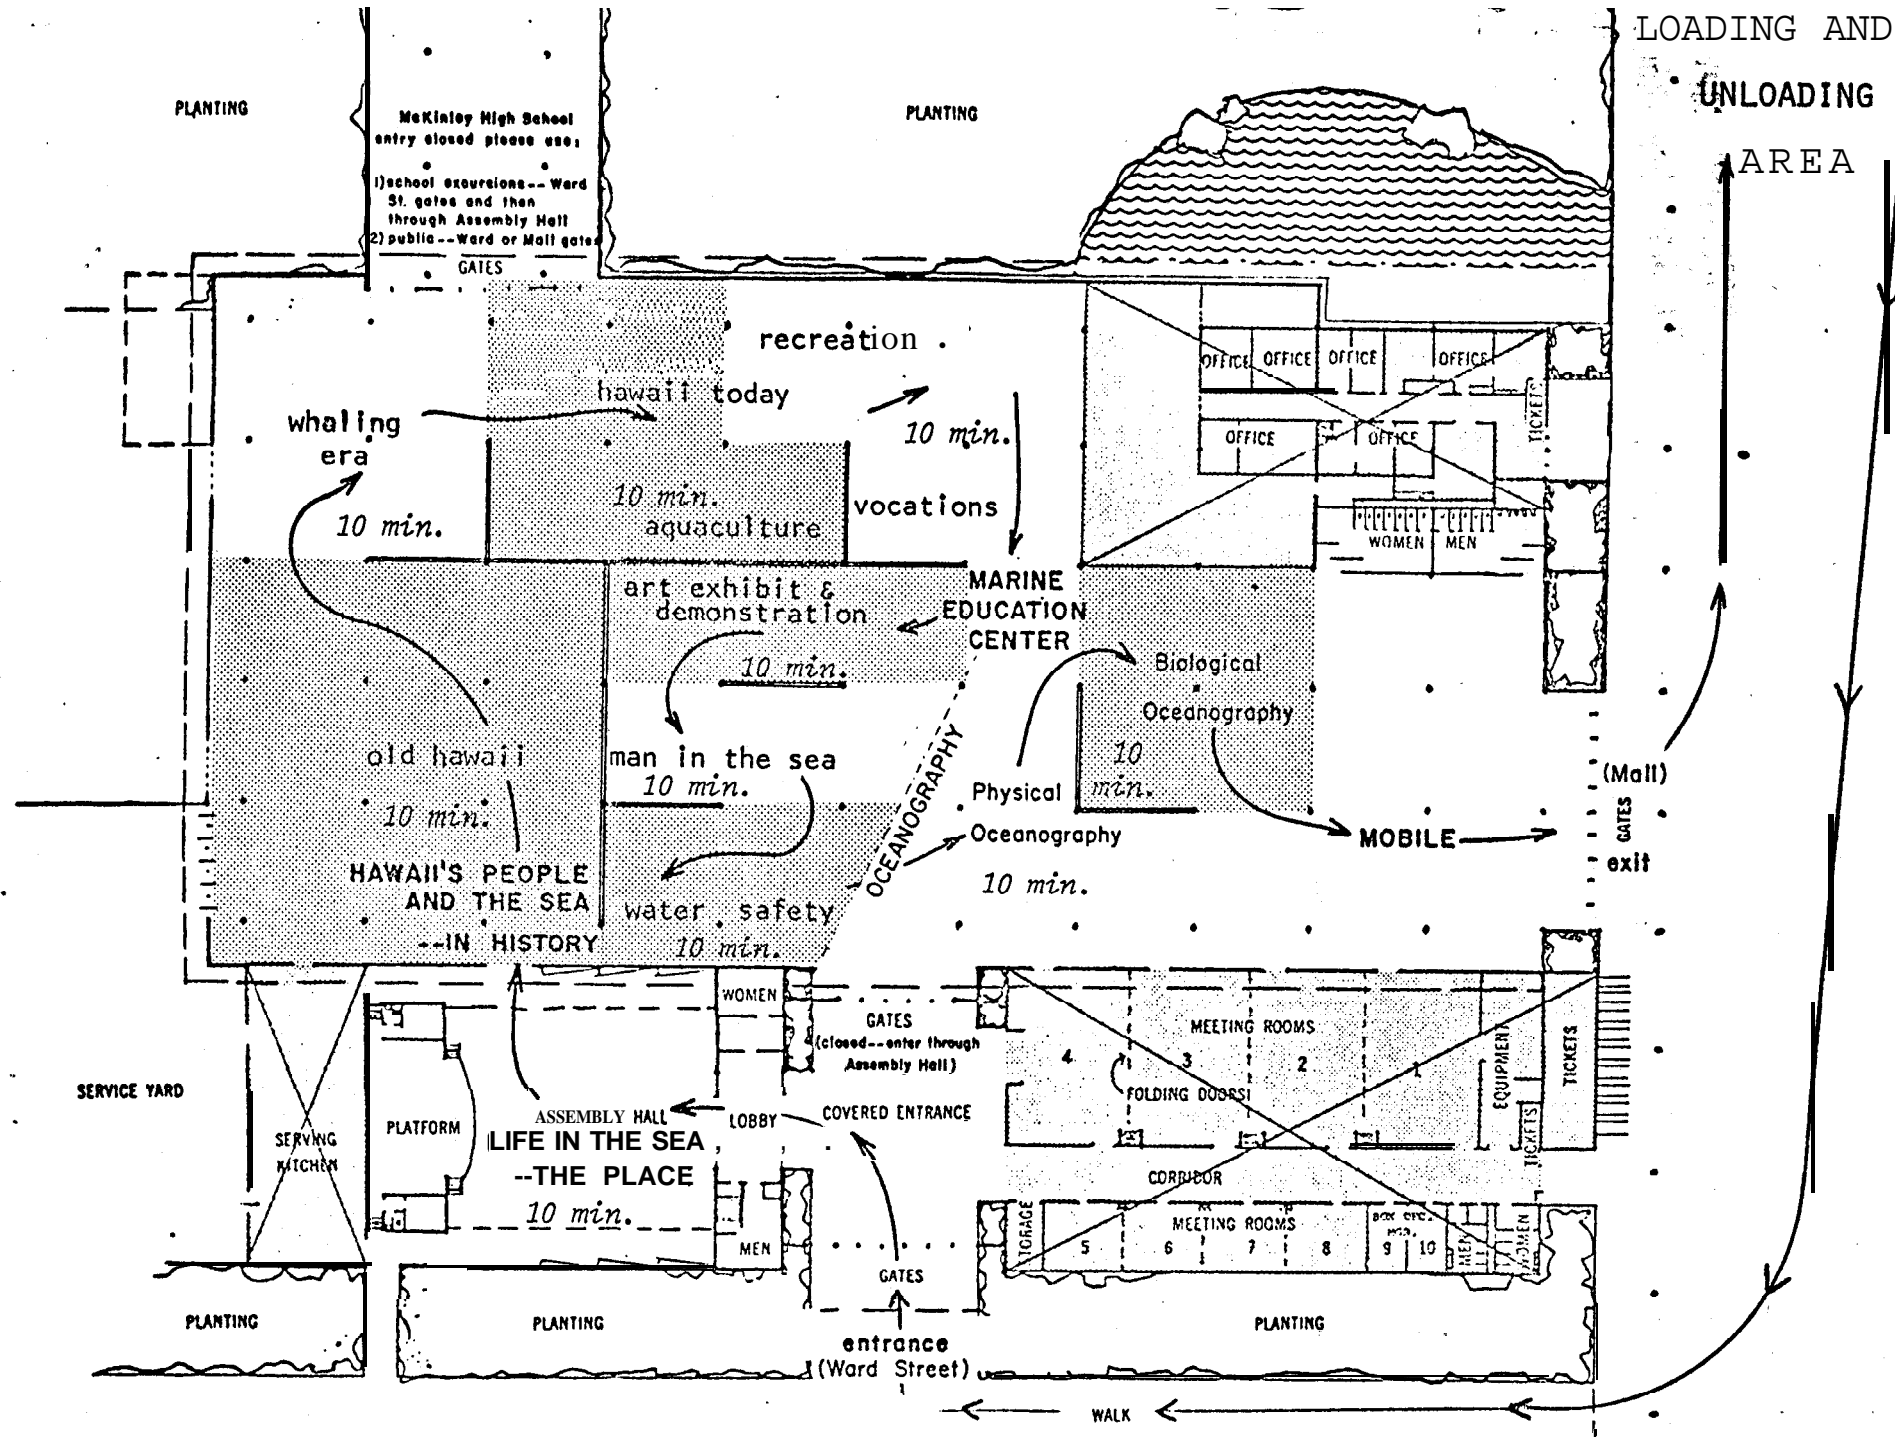 LOADING AND
UNLOADING
AREA
PLANTING
McKinley High School
entry closed please use:
1)school excursions--Ward
St. gates and then
through Assembly Hall
2)public--Ward or Mall gates
GATES
PLANTING
recreation
hawaii today
whaling
era
10 min.
10 min.
aquaculture
10 min.
vocations
OFFICE
OFFICE
OFFICE
OFFICE
OFFICE
OFFICE
TICKETS
WOMEN
MEN
art exhibit &
demonstration
10 min.
MARINE
EDUCATION
CENTER
Biological
Oceanography
10
min.
old hawaii
10 min.
man in the sea
10 min.
OCEANOGRAPHY
Physical
Oceanography
10 min.
MOBILE
(Mall)
GATES
exit
HAWAII'S PEOPLE
AND THE SEA
--IN HISTORY
water safety
10 min.
WOMEN
GATES
(closed--enter through
Assembly Hall)
MEETING ROOMS
4
3
2
1
FOLDING DOORS
EQUIPMENT
TICKETS
TICKETS
SERVICE YARD
SERVING
KITCHEN
PLATFORM
ASSEMBLY HALL
LIFE IN THE SEA
--THE PLACE
10 min.
LOBBY
COVERED ENTRANCE
CORRIDOR
STORAGE
MEETING ROOMS
5
6
7
8
9
10
MEN
WOMEN
MEN
GATES
PLANTING
PLANTING
entrance
(Ward Street)
PLANTING
WALK